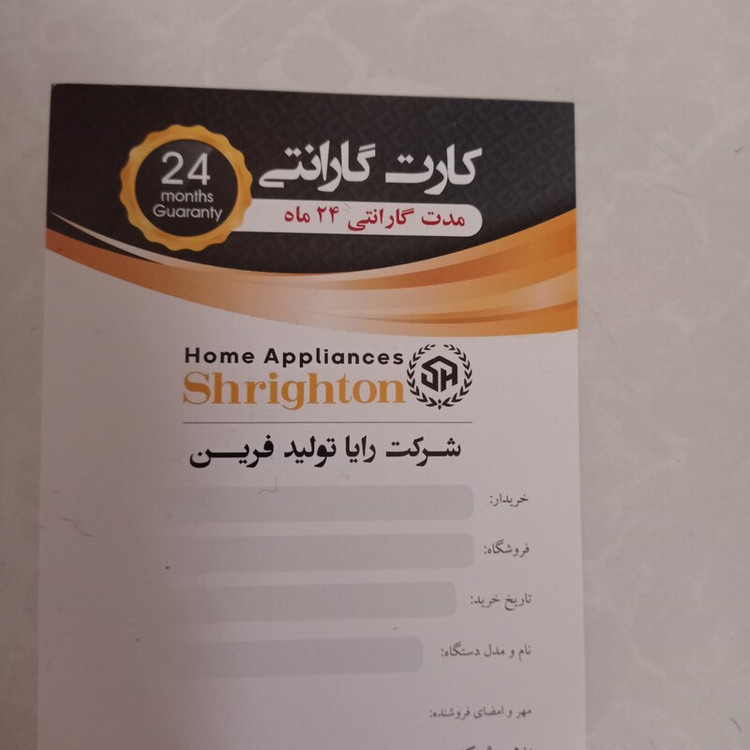 کارت گارانتی
مدت گارانتی ۲۴ ماه
24
months
Guaranty
Home Appliances
Shrighton
SH
شرکت رایا تولید فرین
خریدار:
فروشگاه:
تاریخ خرید:
نام و مدل دستگاه:
مهر و امضای فروشنده: